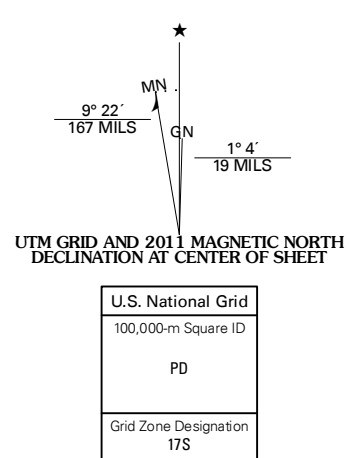 ★
MN
9° 22´
167 MILS
GN
1° 4´
19 MILS
UTM GRID AND 2011 MAGNETIC NORTH
DECLINATION AT CENTER OF SHEET
U.S. National Grid
100,000-m Square ID
PD
Grid Zone Designation
17S